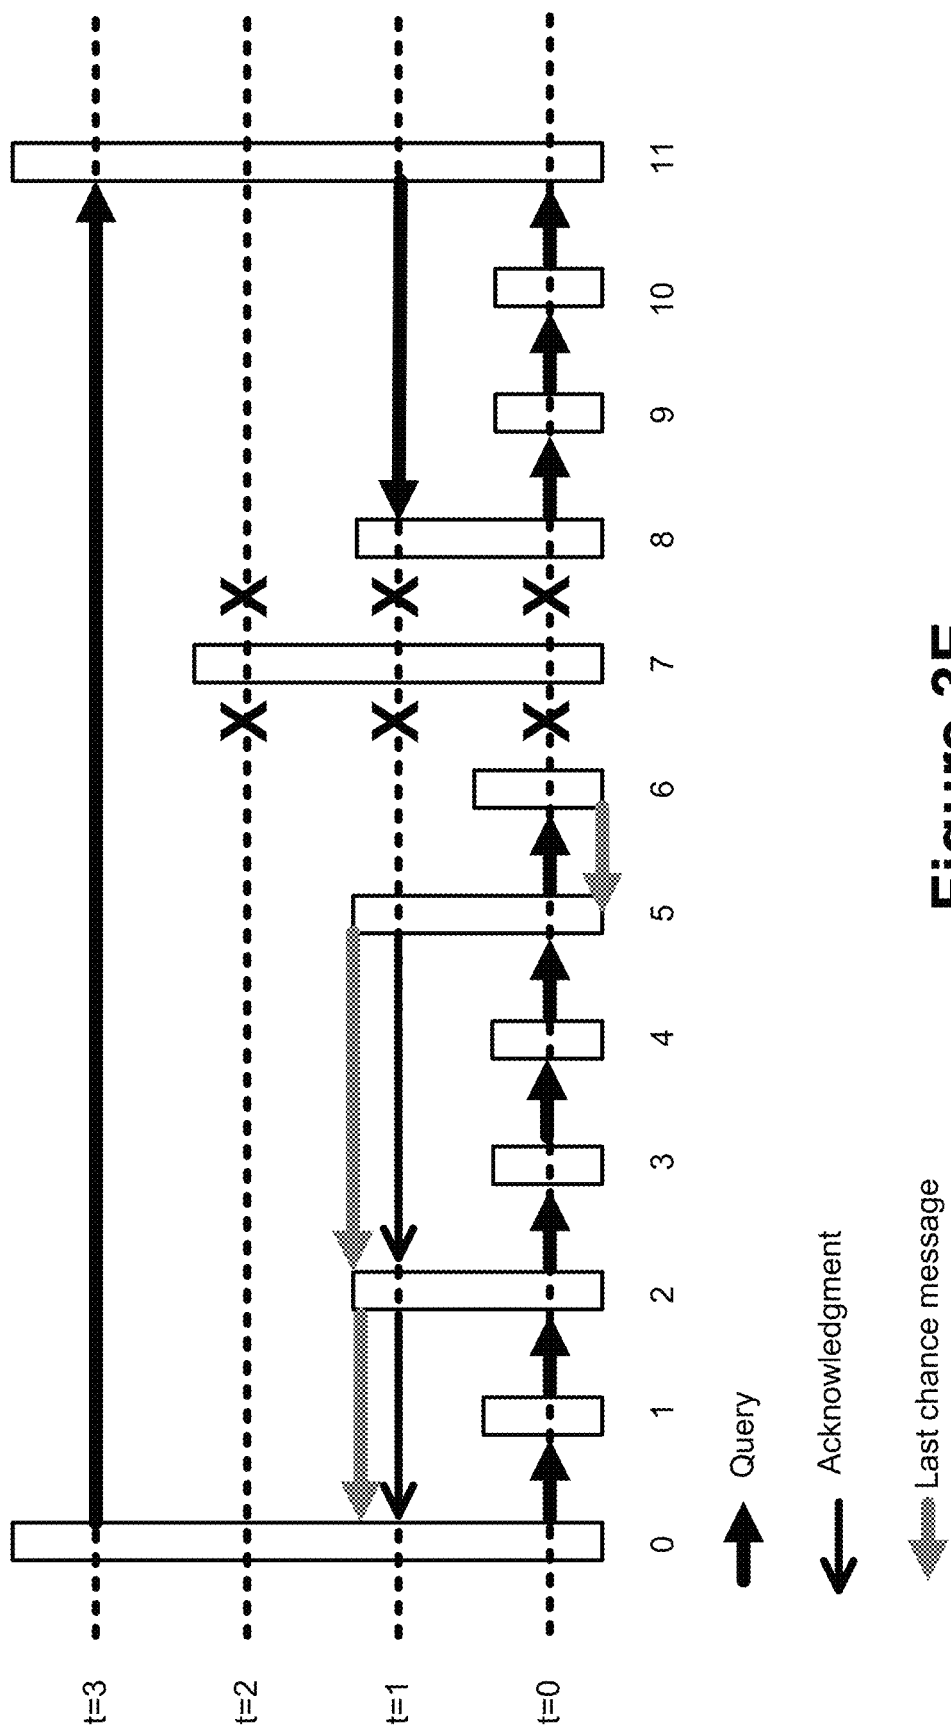 t=3
t=2
t=1
t=0
0 1 2 3 4 5 6 7 8 9 10 11
Query
Acknowledgment
Last chance message
Figure